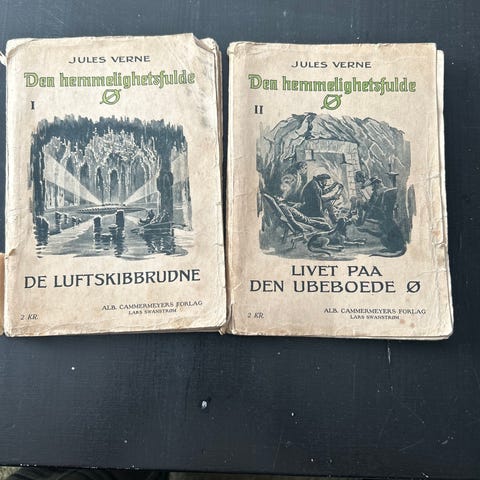 JULES VERNE
Den hemmelighetsfulde
Ø
I
DE LUFTSKIBBRUDNE
ALB. CAMMERMEYERS FORLAG
LARS SWANSTRØM
2 KR.
JULES VERNE
Den hemmelighetsfulde
Ø
II
LIVET PAA
DEN UBEBOEDE Ø
ALB. CAMMERMEYERS FORLAG
LARS SWANSTRØM
2 KR.